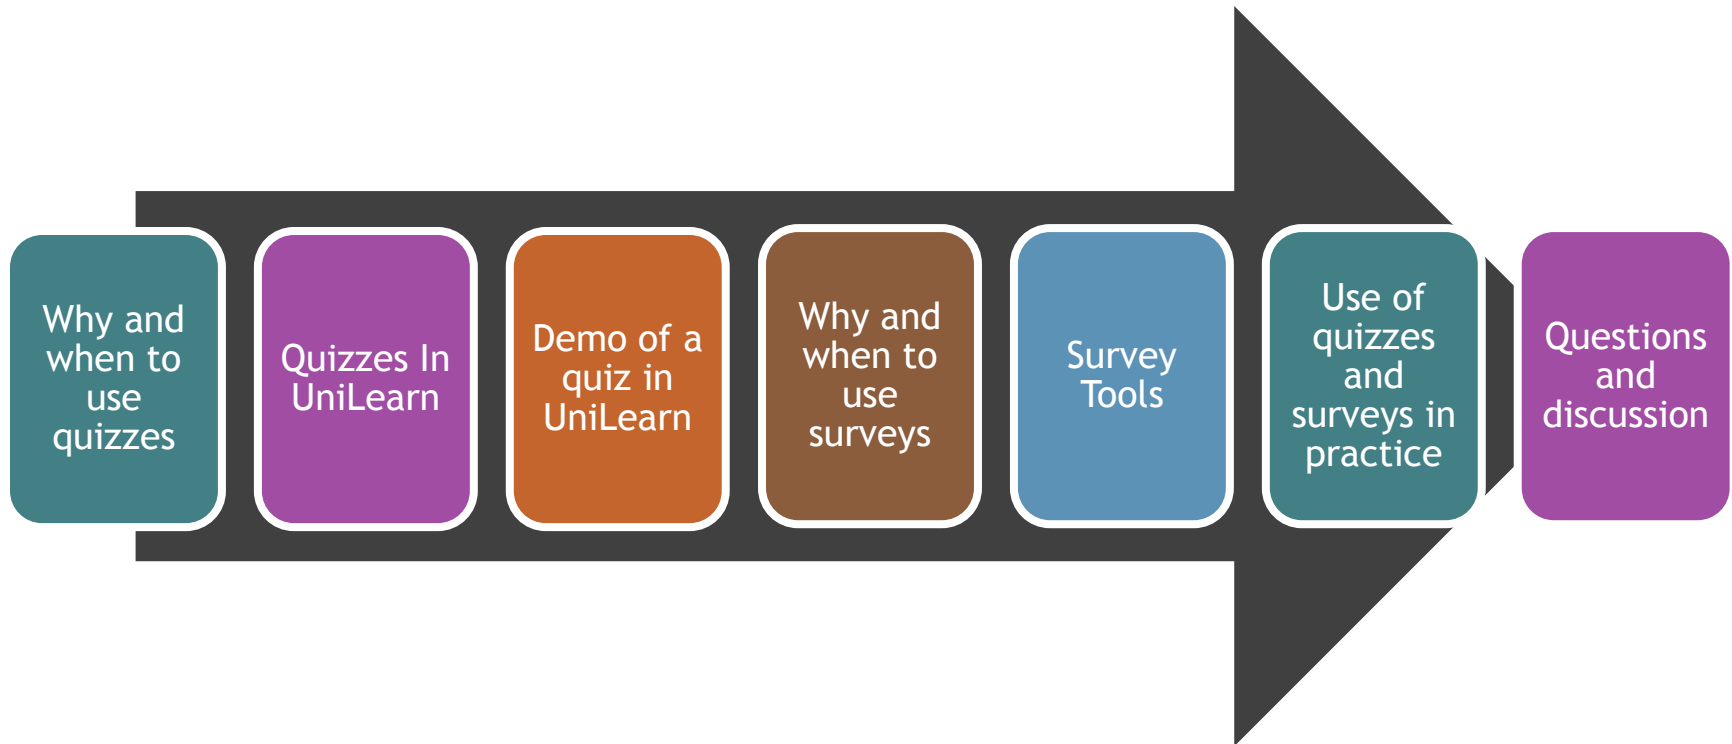 Why and
when to
use
quizzes
Quizzes In
UniLearn
Demo of a
quiz in
UniLearn
Why and
when to
use
surveys
Survey
Tools
Use of
quizzes
and
surveys in
practice
Questions
and
discussion